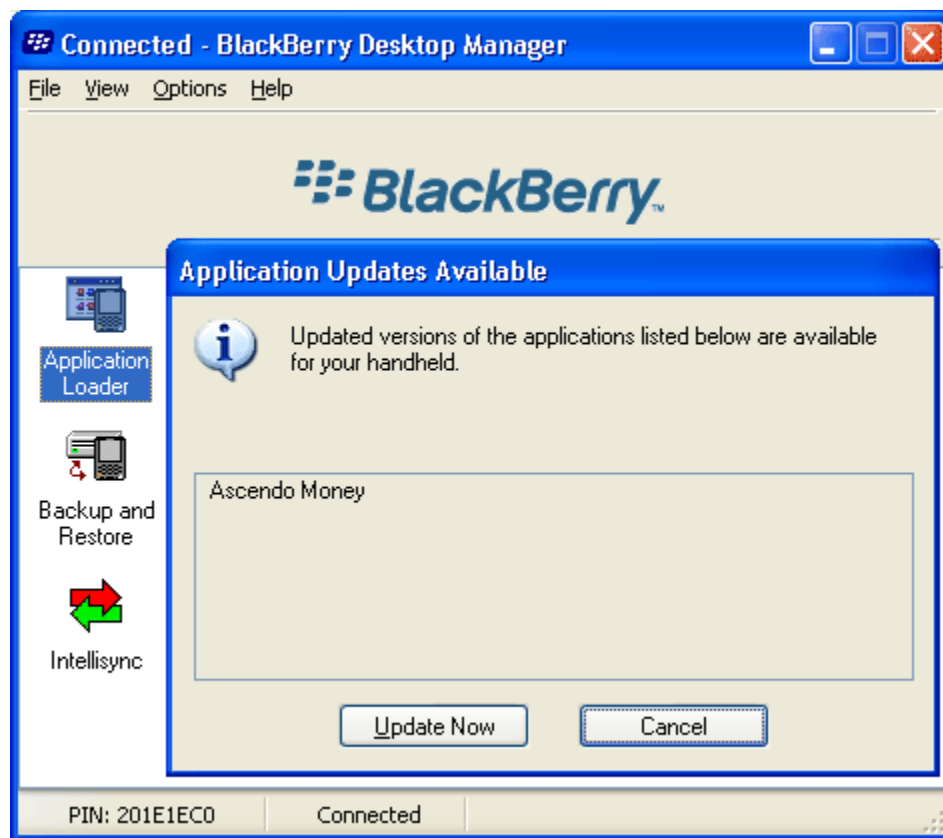 Connected - BlackBerry Desktop Manager
File View Options Help
BlackBerry™
Application Updates Available
Updated versions of the applications listed below are available
for your handheld.
Application
Loader
Ascendo Money
Backup and
Restore
Intellisync
Update Now Cancel
PIN: 201E1EC0 Connected